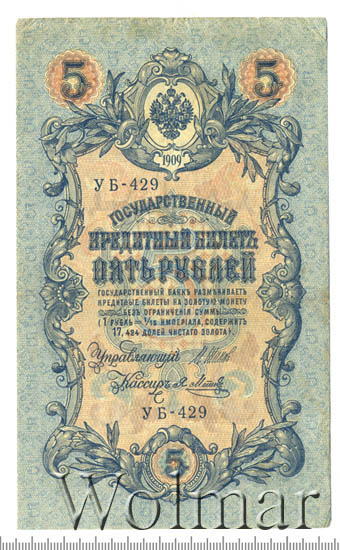 5 5
1909
УБ-429
ГОСУДАРСТВЕННЫЙ
КРЕДИТНЫЙ БИЛЕТЪ
ПЯТЬ РУБЛЕЙ
ГОСУДАРСТВЕННЫЙ БАНКЪ РАЗМѢНИВАЕТЪ
КРЕДИТНЫЕ БИЛЕТЫ НА ЗОЛОТУЮ МОНЕТУ
БЕЗЪ ОГРАНИЧЕНІЯ СУММЫ
(1 РУБЛЬ = 1/15 ИМПЕРІАЛА, СОДЕРЖИТЪ
17,424 ДОЛЕЙ ЧИСТАГО ЗОЛОТА).
Управляющій
Кассиръ
УБ-429
5
Wolmar